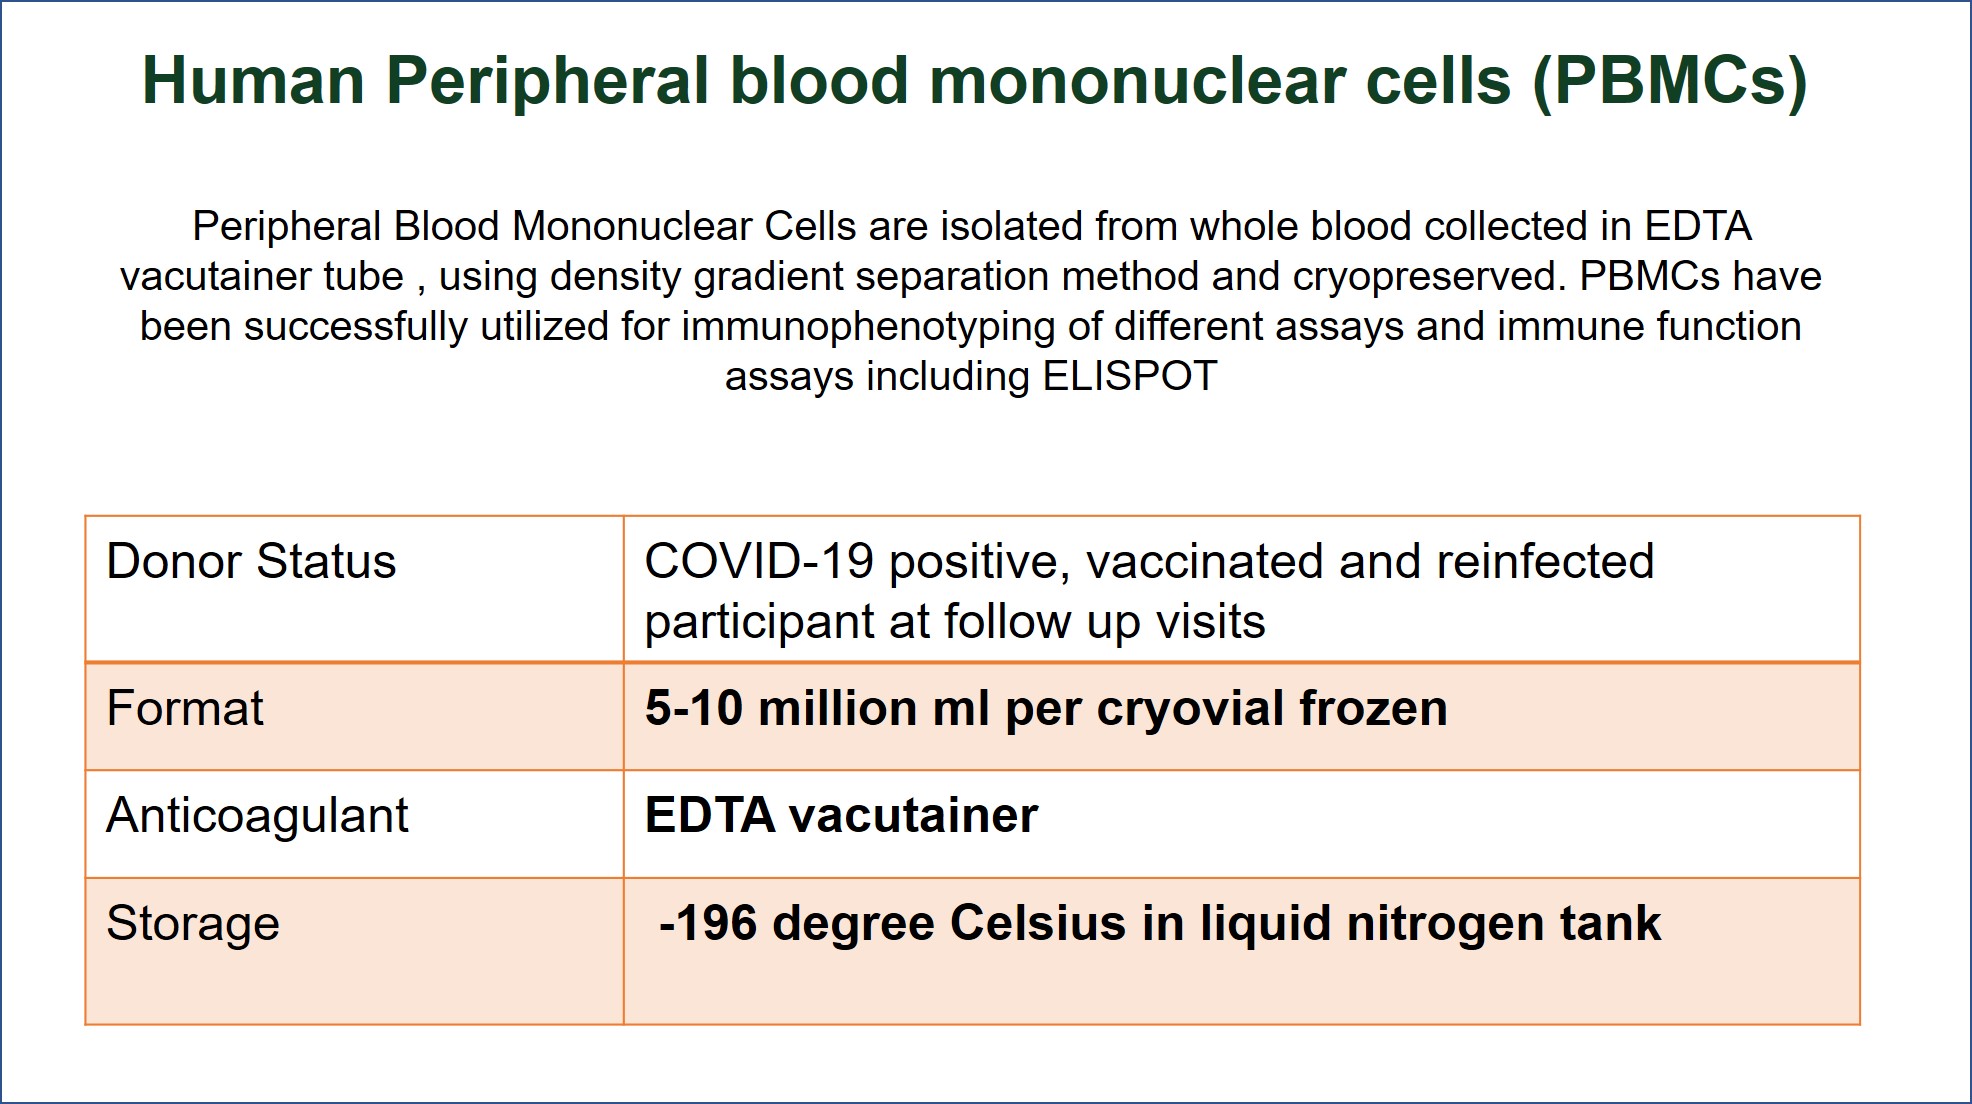 Human Peripheral blood mononuclear cells (PBMCs)
Peripheral Blood Mononuclear Cells are isolated from whole blood collected in EDTA
vacutainer tube , using density gradient separation method and cryopreserved. PBMCs have
been successfully utilized for immunophenotyping of different assays and immune function
assays including ELISPOT
Donor Status
COVID-19 positive, vaccinated and reinfected
participant at follow up visits
Format
5-10 million ml per cryovial frozen
Anticoagulant
EDTA vacutainer
Storage
-196 degree Celsius in liquid nitrogen tank